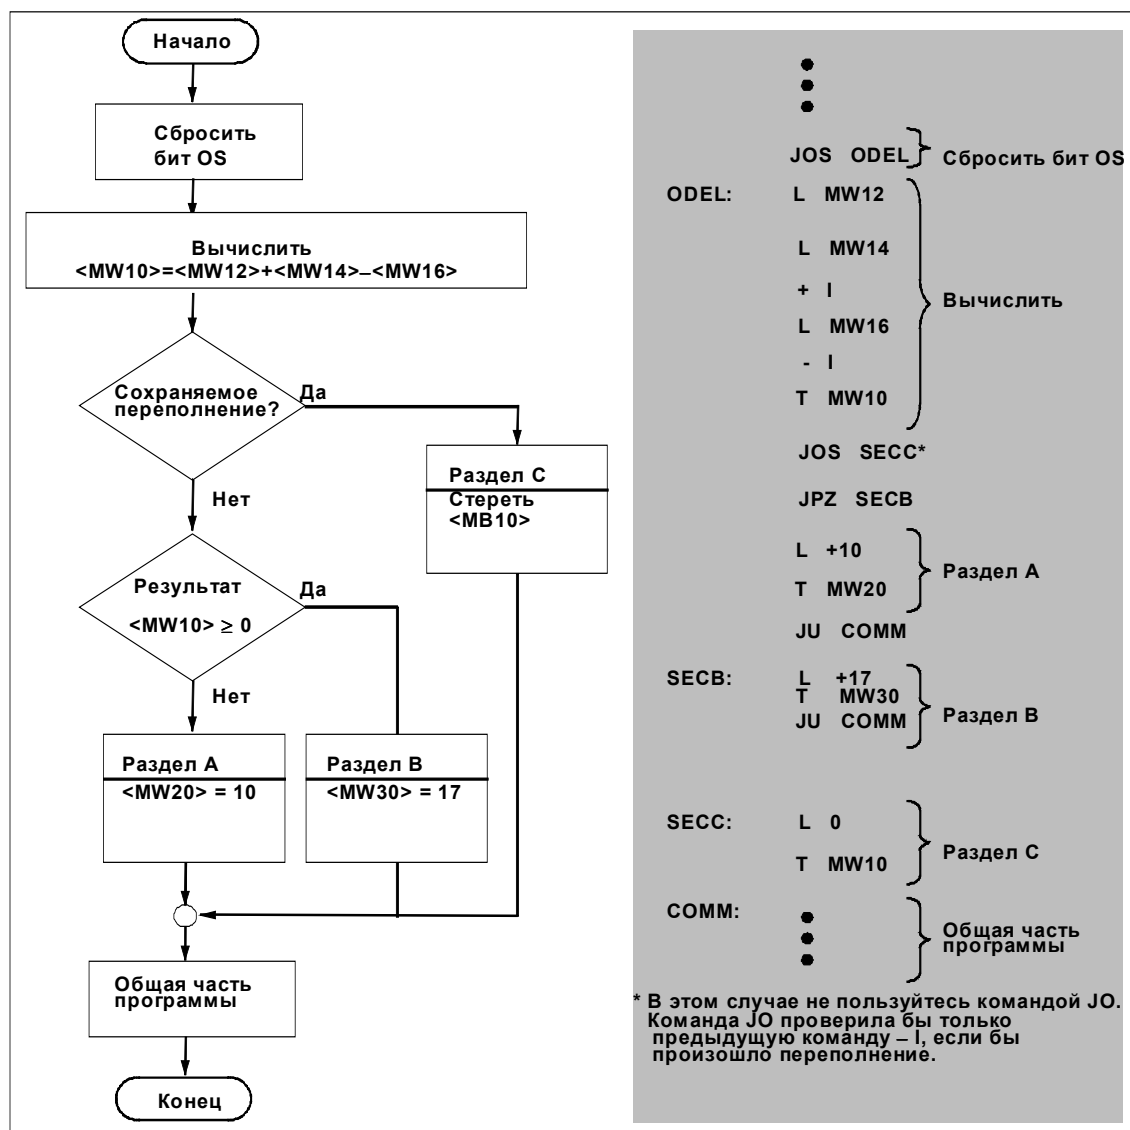 Начало
Сбросить
бит OS
Вычислить
<MW10>=<MW12>+<MW14>–<MW16>
Сохраняемое
переполнение?
Да
Нет
Раздел C
Стереть
<MB10>
Результат
<MW10> ≥ 0
Да
Нет
Раздел A
<MW20> = 10
Раздел B
<MW30> = 17
Общая часть
программы
Конец
JOS ODEL
Сбросить бит OS
ODEL: L MW12
L MW14
+ I
Вычислить
L MW16
- I
T MW10
JOS SECC*
JPZ SECB
L +10
Раздел A
T MW20
JU COMM
SECB: L +17
T MW30
Раздел B
JU COMM
SECC: L 0
Раздел C
T MW10
COMM:
Общая часть
программы
* В этом случае не пользуйтесь командой JO.
Команда JO проверила бы только
предыдущую команду – I, если бы
произошло переполнение.